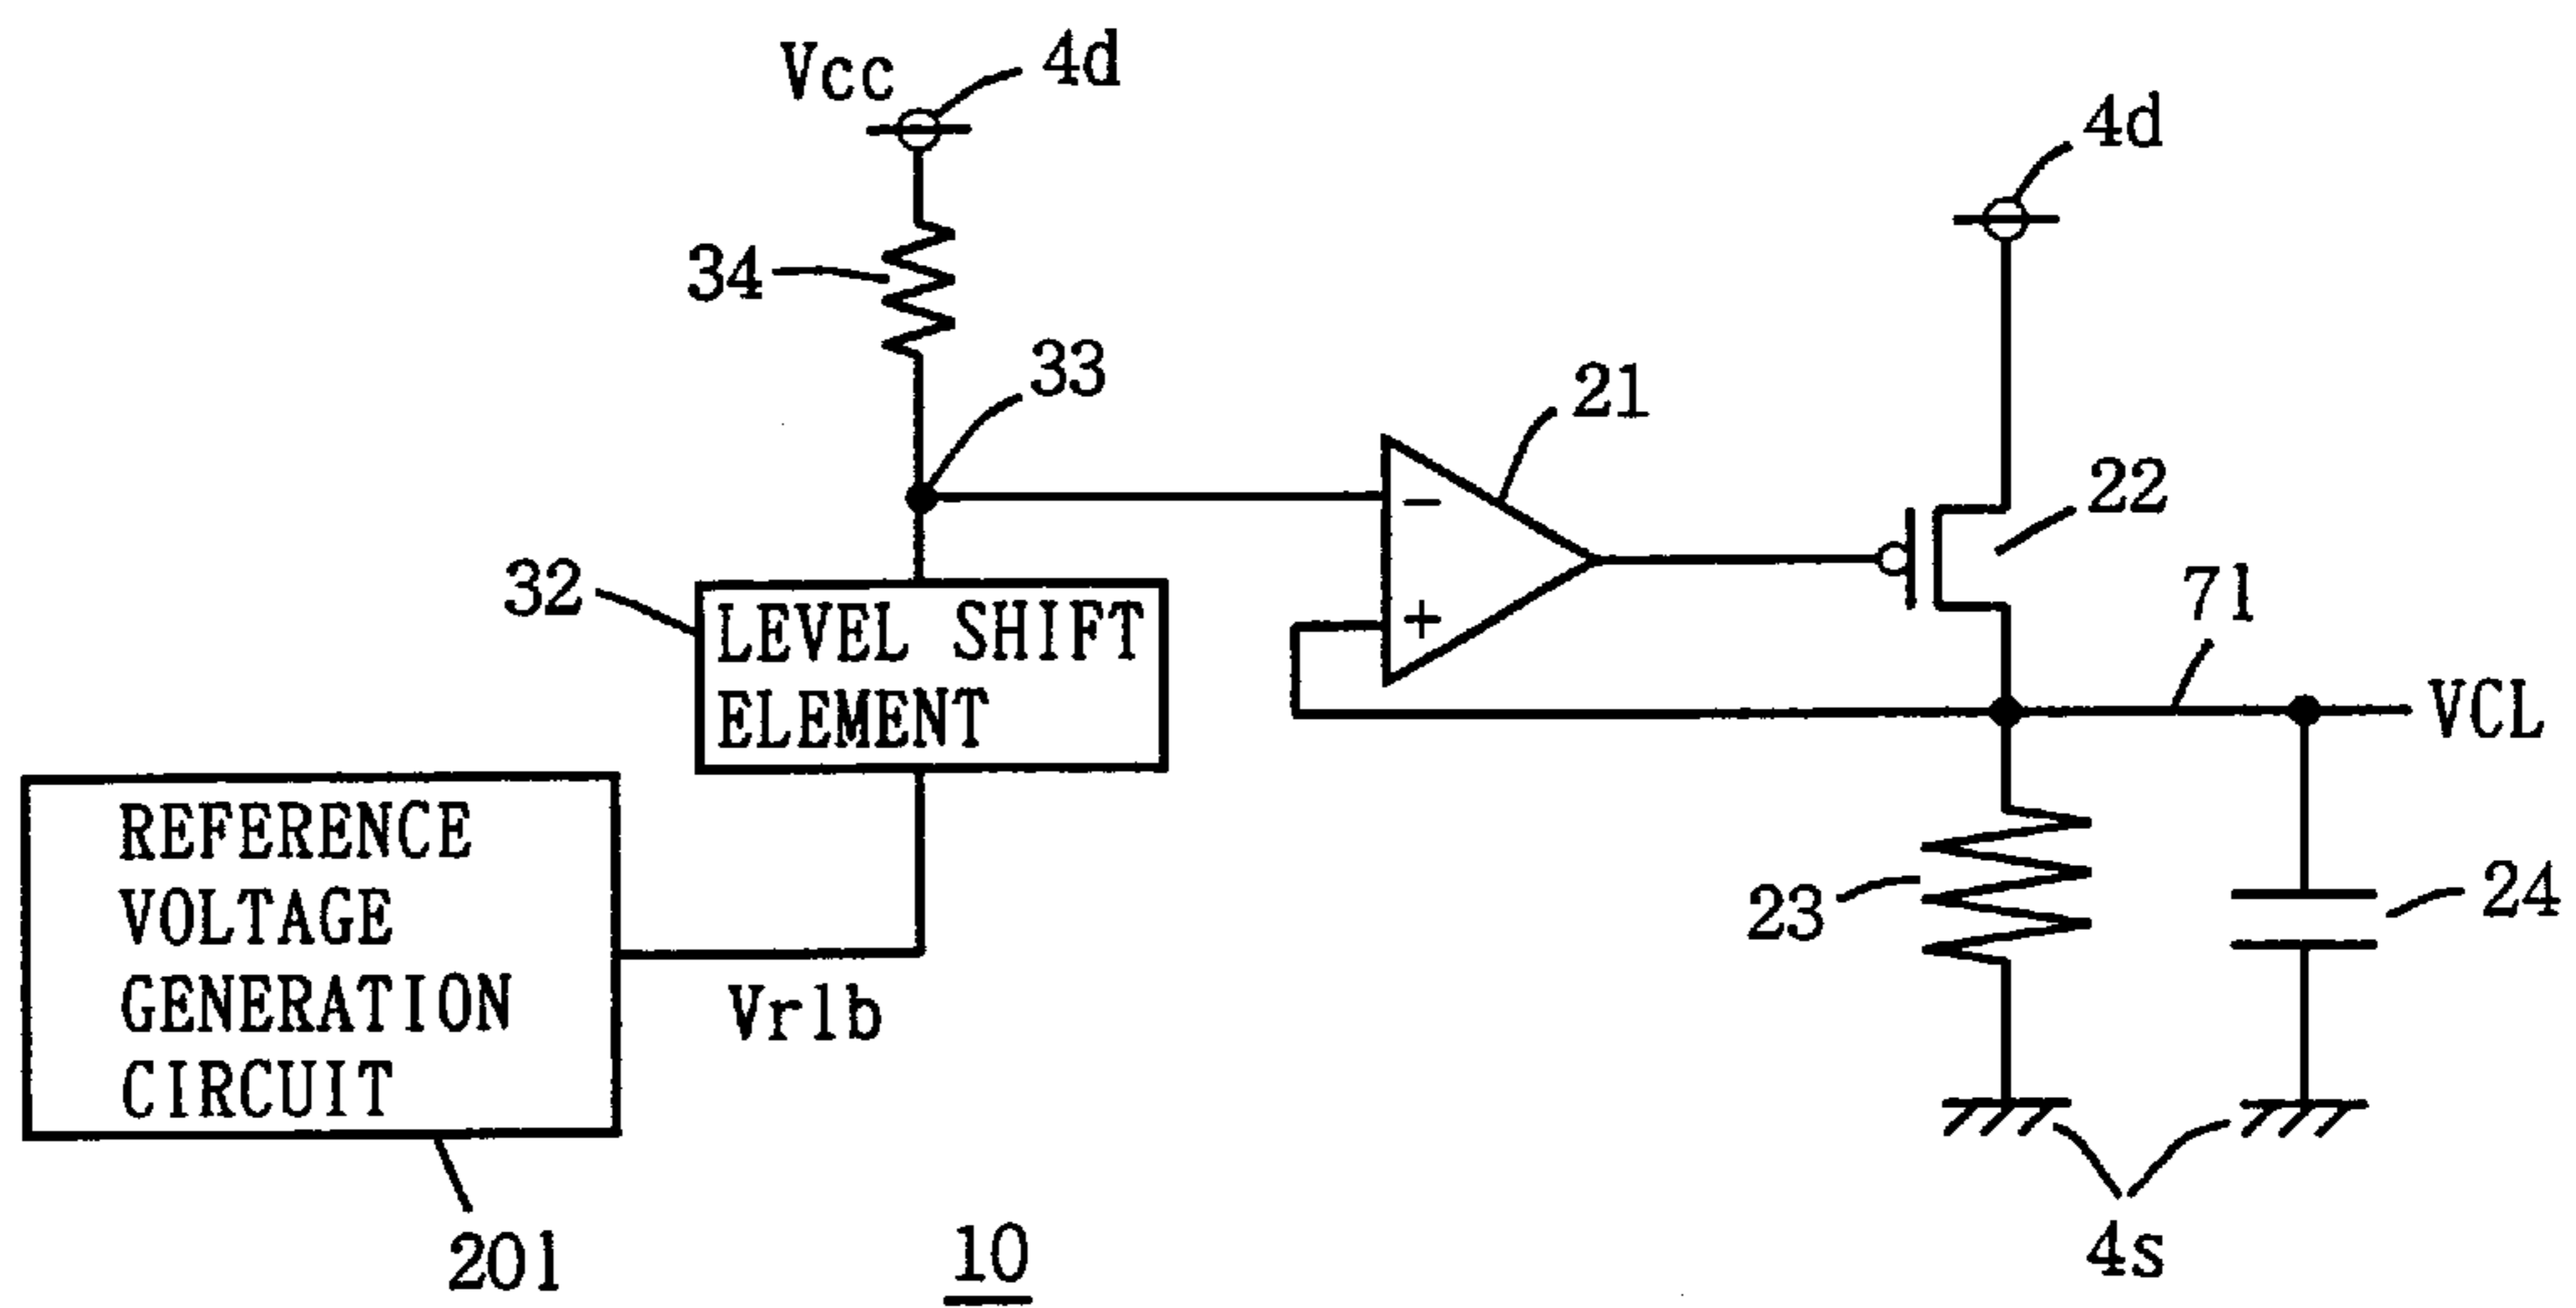 Vcc
4d
4d
34
33
21
22
32
LEVEL SHIFT
ELEMENT
71
VCL
REFERENCE
VOLTAGE
GENERATION
CIRCUIT
Vrlb
23
24
201
10
4s
-
+